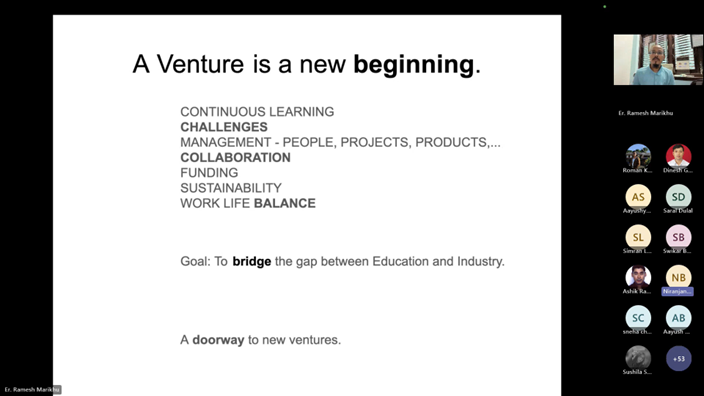 A Venture is a new beginning.
CONTINUOUS LEARNING
CHALLENGES
MANAGEMENT - PEOPLE, PROJECTS, PRODUCTS,...
COLLABORATION
FUNDING
SUSTAINABILITY
WORK LIFE BALANCE
Goal: To bridge the gap between Education and Industry.
A doorway to new ventures.
Er. Ramesh Marikhu
Er. Ramesh Marikhu
Roman K... Dinesh G...
AS SD
Aayushy... Saral Dulal
SL SB
Simran L... Swikar B...
NB
Ashik Ra... Niranjan...
SC AB
sneha ch... Aayush ...
+53
Sushila S...